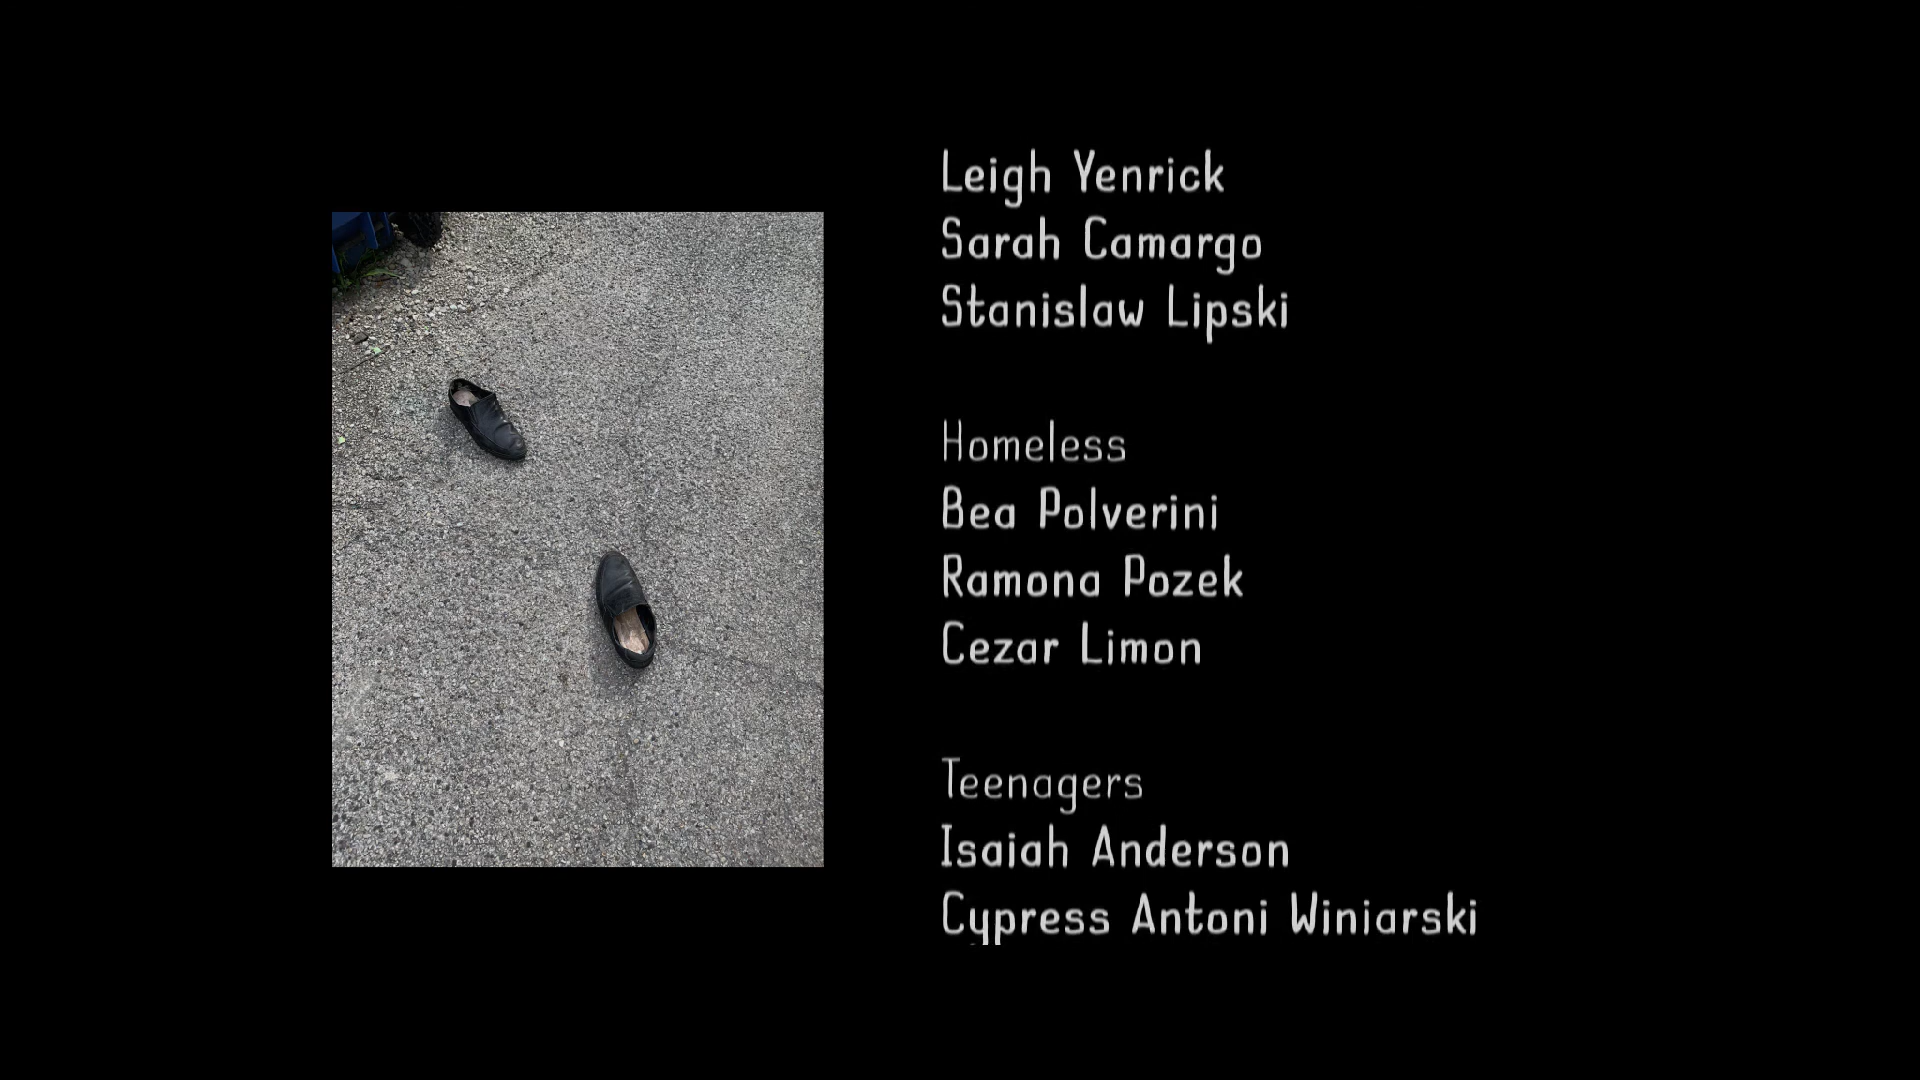 Leigh Yenrick
Sarah Camargo
Stanislaw Lipski
Homeless
Bea Polverini
Ramona Pozek
Cezar Limon
Teenagers
Isaiah Anderson
Cypress Antoni Winiarski